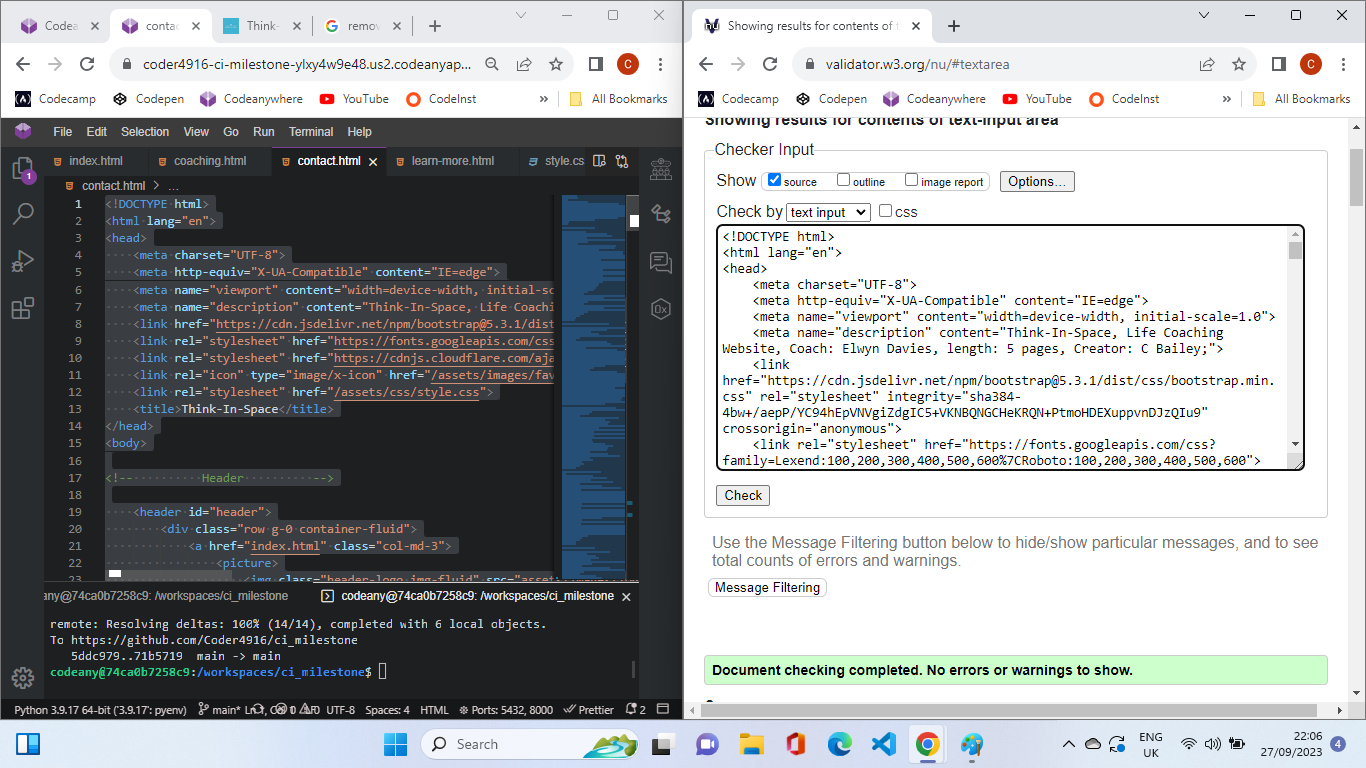 Codea
contac
Think-
remov
coder4916-ci-milestone-ylxy4w9e48.us2.codeanyap...
C
Codecamp
Codepen
Codeanywhere
YouTube
CodeInst
»
All Bookmarks
File Edit Selection View Go Run Terminal Help
1
index.html
coaching.html
contact.html
learn-more.html
style.cs
contact.html > ...
1 <!DOCTYPE html>
2 <html lang="en">
3 <head>
4 <meta charset="UTF-8">
5 <meta http-equiv="X-UA-Compatible" content="IE=edge">
6 <meta name="viewport" content="width=device-width, initial-sc
7 <meta name="description" content="Think-In-Space, Life Coachi
8 <link href="https://cdn.jsdelivr.net/npm/bootstrap@5.3.1/dist
9 <link rel="stylesheet" href="https://fonts.googleapis.com/css
10 <link rel="stylesheet" href="https://cdnjs.cloudflare.com/aja
11 <link rel="icon" type="image/x-icon" href="/assets/images/fav
12 <link rel="stylesheet" href="/assets/css/style.css">
13 <title>Think-In-Space</title>
14 </head>
15 <body>
16
17 <!-- Header -->
18
19 <header id="header">
20 <div class="row g-0 container-fluid">
21 <a href="index.html" class="col-md-3">
22 <picture>
23 <img class="header-logo img-fluid" src="asset
any@74ca0b7258c9: /workspaces/ci_milestone
codeany@74ca0b7258c9: /workspaces/ci_milestone
remote: Resolving deltas: 100% (14/14), completed with 6 local objects.
To https://github.com/Coder4916/ci_milestone
5ddc979..71b5719 main -> main
codeany@74ca0b7258c9:/workspaces/ci_milestone$
Python 3.9.17 64-bit ('3.9.17': pyenv) main* UTF-8 Spaces: 4 HTML Ports: 5432, 8000 Prettier 2
Showing results for contents of t
validator.w3.org/nu/#textarea
C
Codecamp
Codepen
Codeanywhere
YouTube
CodeInst
»
All Bookmarks
Showing results for contents of text-input area
Checker Input
Show source outline image report Options...
Check by text input css
<!DOCTYPE html>
<html lang="en">
<head>
<meta charset="UTF-8">
<meta http-equiv="X-UA-Compatible" content="IE=edge">
<meta name="viewport" content="width=device-width, initial-scale=1.0">
<meta name="description" content="Think-In-Space, Life Coaching
Website, Coach: Elwyn Davies, length: 5 pages, Creator: C Bailey;">
<link
href="https://cdn.jsdelivr.net/npm/bootstrap@5.3.1/dist/css/bootstrap.min.
css" rel="stylesheet" integrity="sha384-
4bw+/aepP/YC94hEpVNVgiZdgIC5+VKNBQNGCHeKRQN+PtmoHDEXuppvnDJzQIu9"
crossorigin="anonymous">
<link rel="stylesheet" href="https://fonts.googleapis.com/css?
family=Lexend:100,200,300,400,500,600%7CRoboto:100,200,300,400,500,600">
Check
Use the Message Filtering button below to hide/show particular messages, and to see
total counts of errors and warnings.
Message Filtering
Document checking completed. No errors or warnings to show.
Search
ENG
UK
22:06
27/09/2023
4